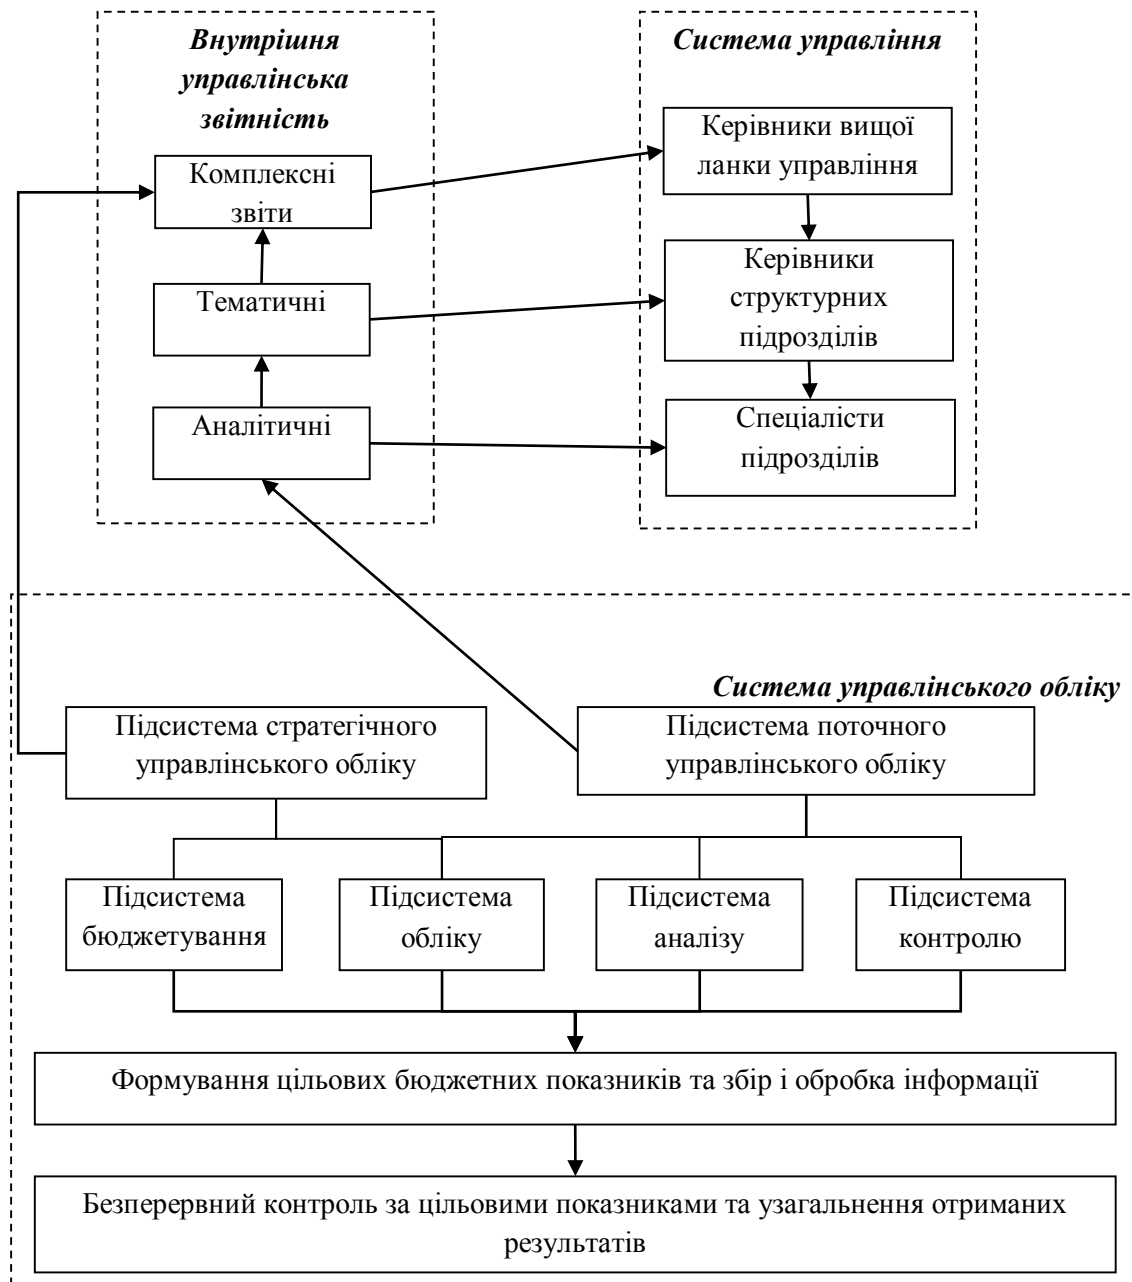 Внутрішня
управлінська
звітність
Комплексні
звіти
Тематичні
Аналітичні
Система управління
Керівники вищої
ланки управління
Керівники
структурних
підрозділів
Спеціалісти
підрозділів
Система управлінського обліку
Підсистема стратегічного
управлінського обліку
Підсистема поточного
управлінського обліку
Підсистема
бюджетування
Підсистема
обліку
Підсистема
аналізу
Підсистема
контролю
Формування цільових бюджетних показників та збір і обробка інформації
Безперервний контроль за цільовими показниками та узагальнення отриманих
результатів